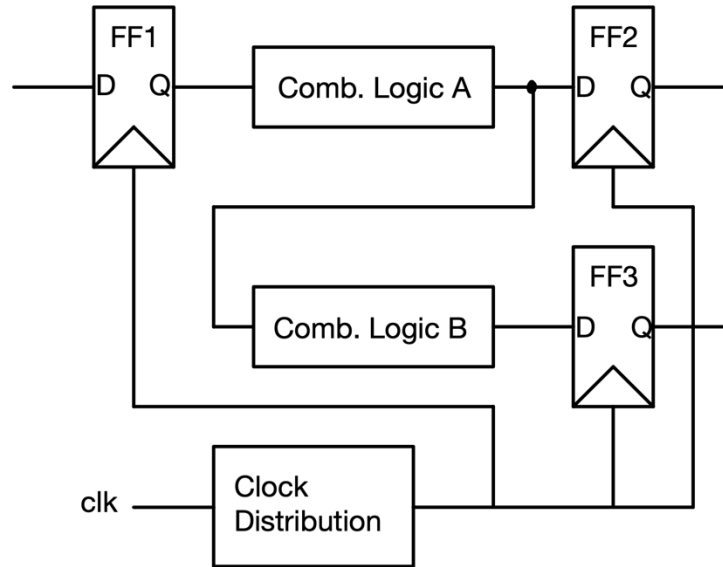 FF1
FF2
D Q
Comb. Logic A
D Q
FF3
Comb. Logic B
D Q
clk
Clock
Distribution